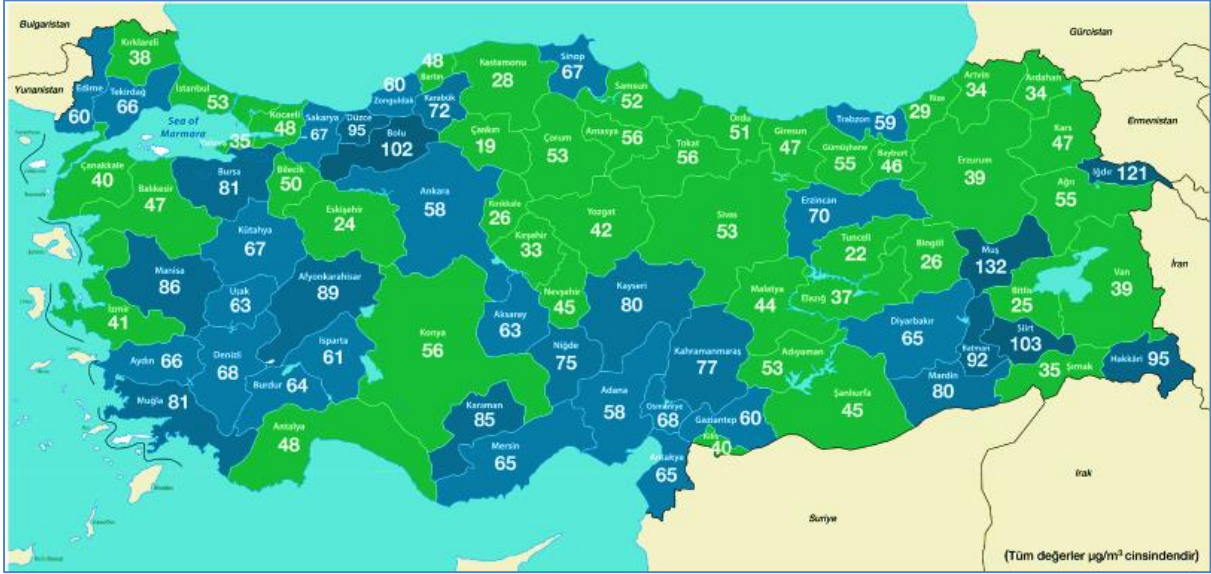 Bulgaristan
Gürcistan
Yunanistan
Ermenistan
İran
Irak
Suriye
Sea of
Marmara
Kırklareli
38
Edirne
60
Tekirdağ
66
İstanbul
53
Kocaeli
48
Yalova
35
Sakarya
67
Düzce
95
Bolu
102
60
Zonguldak
48
Bartın
Karabük
72
Kastamonu
28
Sinop
67
Samsun
52
Çankırı
19
Çorum
53
Amasya
56
Tokat
56
Ordu
51
Giresun
47
Gümüşhane
55
Trabzon
59
Bayburt
46
Rize
29
Artvin
34
Ardahan
34
Kars
47
Iğdır
121
Ağrı
55
Erzurum
39
Erzincan
70
Çanakkale
40
Balıkesir
47
Bursa
81
Bilecik
50
Eskişehir
24
Ankara
58
Kırıkkale
26
Kırşehir
33
Yozgat
42
Sivas
53
Tunceli
22
Bingöl
26
Muş
132
Bitlis
25
Van
39
Kütahya
67
Manisa
86
Uşak
63
Afyonkarahisar
89
İzmir
41
Aydın
66
Denizli
68
Isparta
61
Burdur
64
Muğla
81
Antalya
48
Konya
56
Aksaray
63
Nevşehir
45
Kayseri
80
Niğde
75
Karaman
85
Mersin
65
Adana
58
Kahramanmaraş
77
Osmaniye
68
Gaziantep
60
Kilis
40
Antakya
65
Malatya
44
Elazığ
37
Adıyaman
53
Şanlıurfa
45
Diyarbakır
65
Batman
92
Mardin
80
Siirt
103
Şırnak
35
Hakkâri
95
(Tüm değerler µg/m³ cinsindendir)